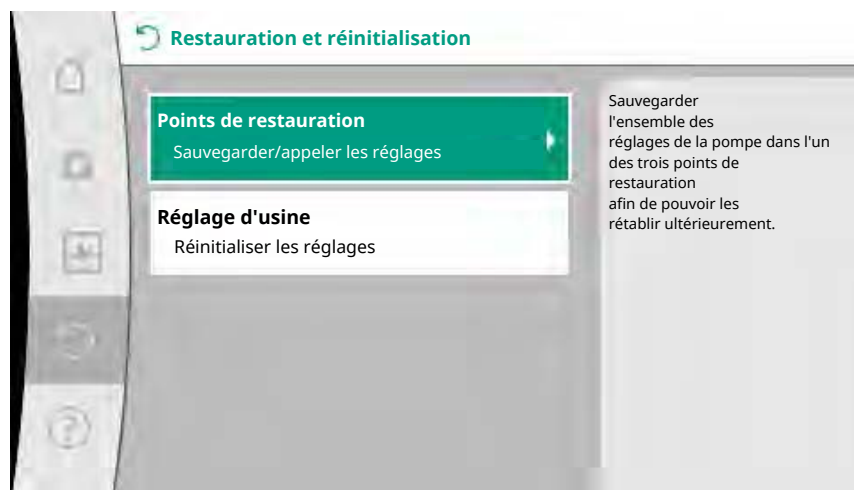 Restauration et réinitialisation
Points de restauration
Sauvegarder/appeler les réglages
Réglage d'usine
Réinitialiser les réglages
Sauvegarder
l'ensemble des
réglages de la pompe dans l'un
des trois points de
restauration
afin de pouvoir les
rétablir ultérieurement.